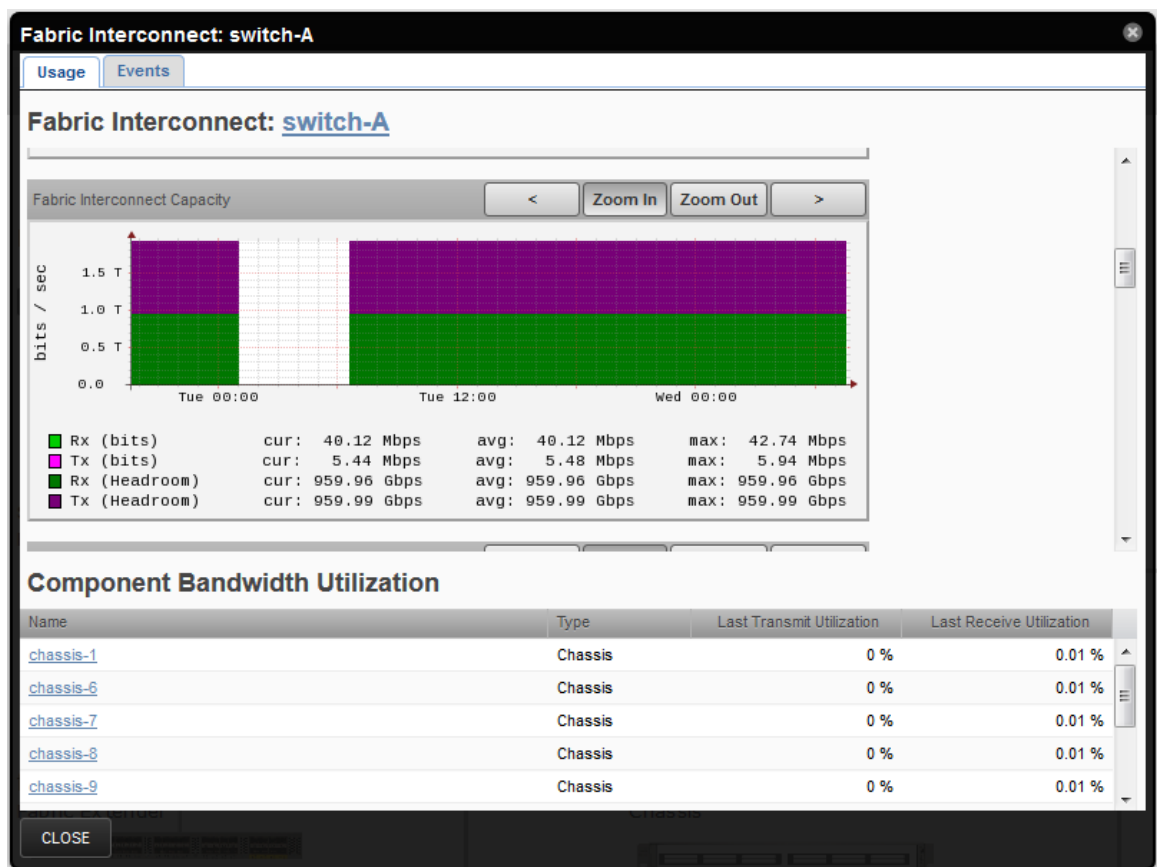 Fabric Interconnect: switch-A
Usage Events
Fabric Interconnect: switch-A
Fabric Interconnect Capacity < Zoom In Zoom Out >
bits / sec
1.5 T
1.0 T
0.5 T
0.0
Tue 00:00 Tue 12:00 Wed 00:00
Rx (bits) cur: 40.12 Mbps avg: 40.12 Mbps max: 42.74 Mbps
Tx (bits) cur: 5.44 Mbps avg: 5.48 Mbps max: 5.94 Mbps
Rx (Headroom) cur: 959.96 Gbps avg: 959.96 Gbps max: 959.96 Gbps
Tx (Headroom) cur: 959.99 Gbps avg: 959.99 Gbps max: 959.99 Gbps
Component Bandwidth Utilization
Name Type Last Transmit Utilization Last Receive Utilization
chassis-1 Chassis 0 % 0.01 %
chassis-6 Chassis 0 % 0.01 %
chassis-7 Chassis 0 % 0.01 %
chassis-8 Chassis 0 % 0.01 %
chassis-9 Chassis 0 % 0.01 %
Fabric Extender Chassis
CLOSE